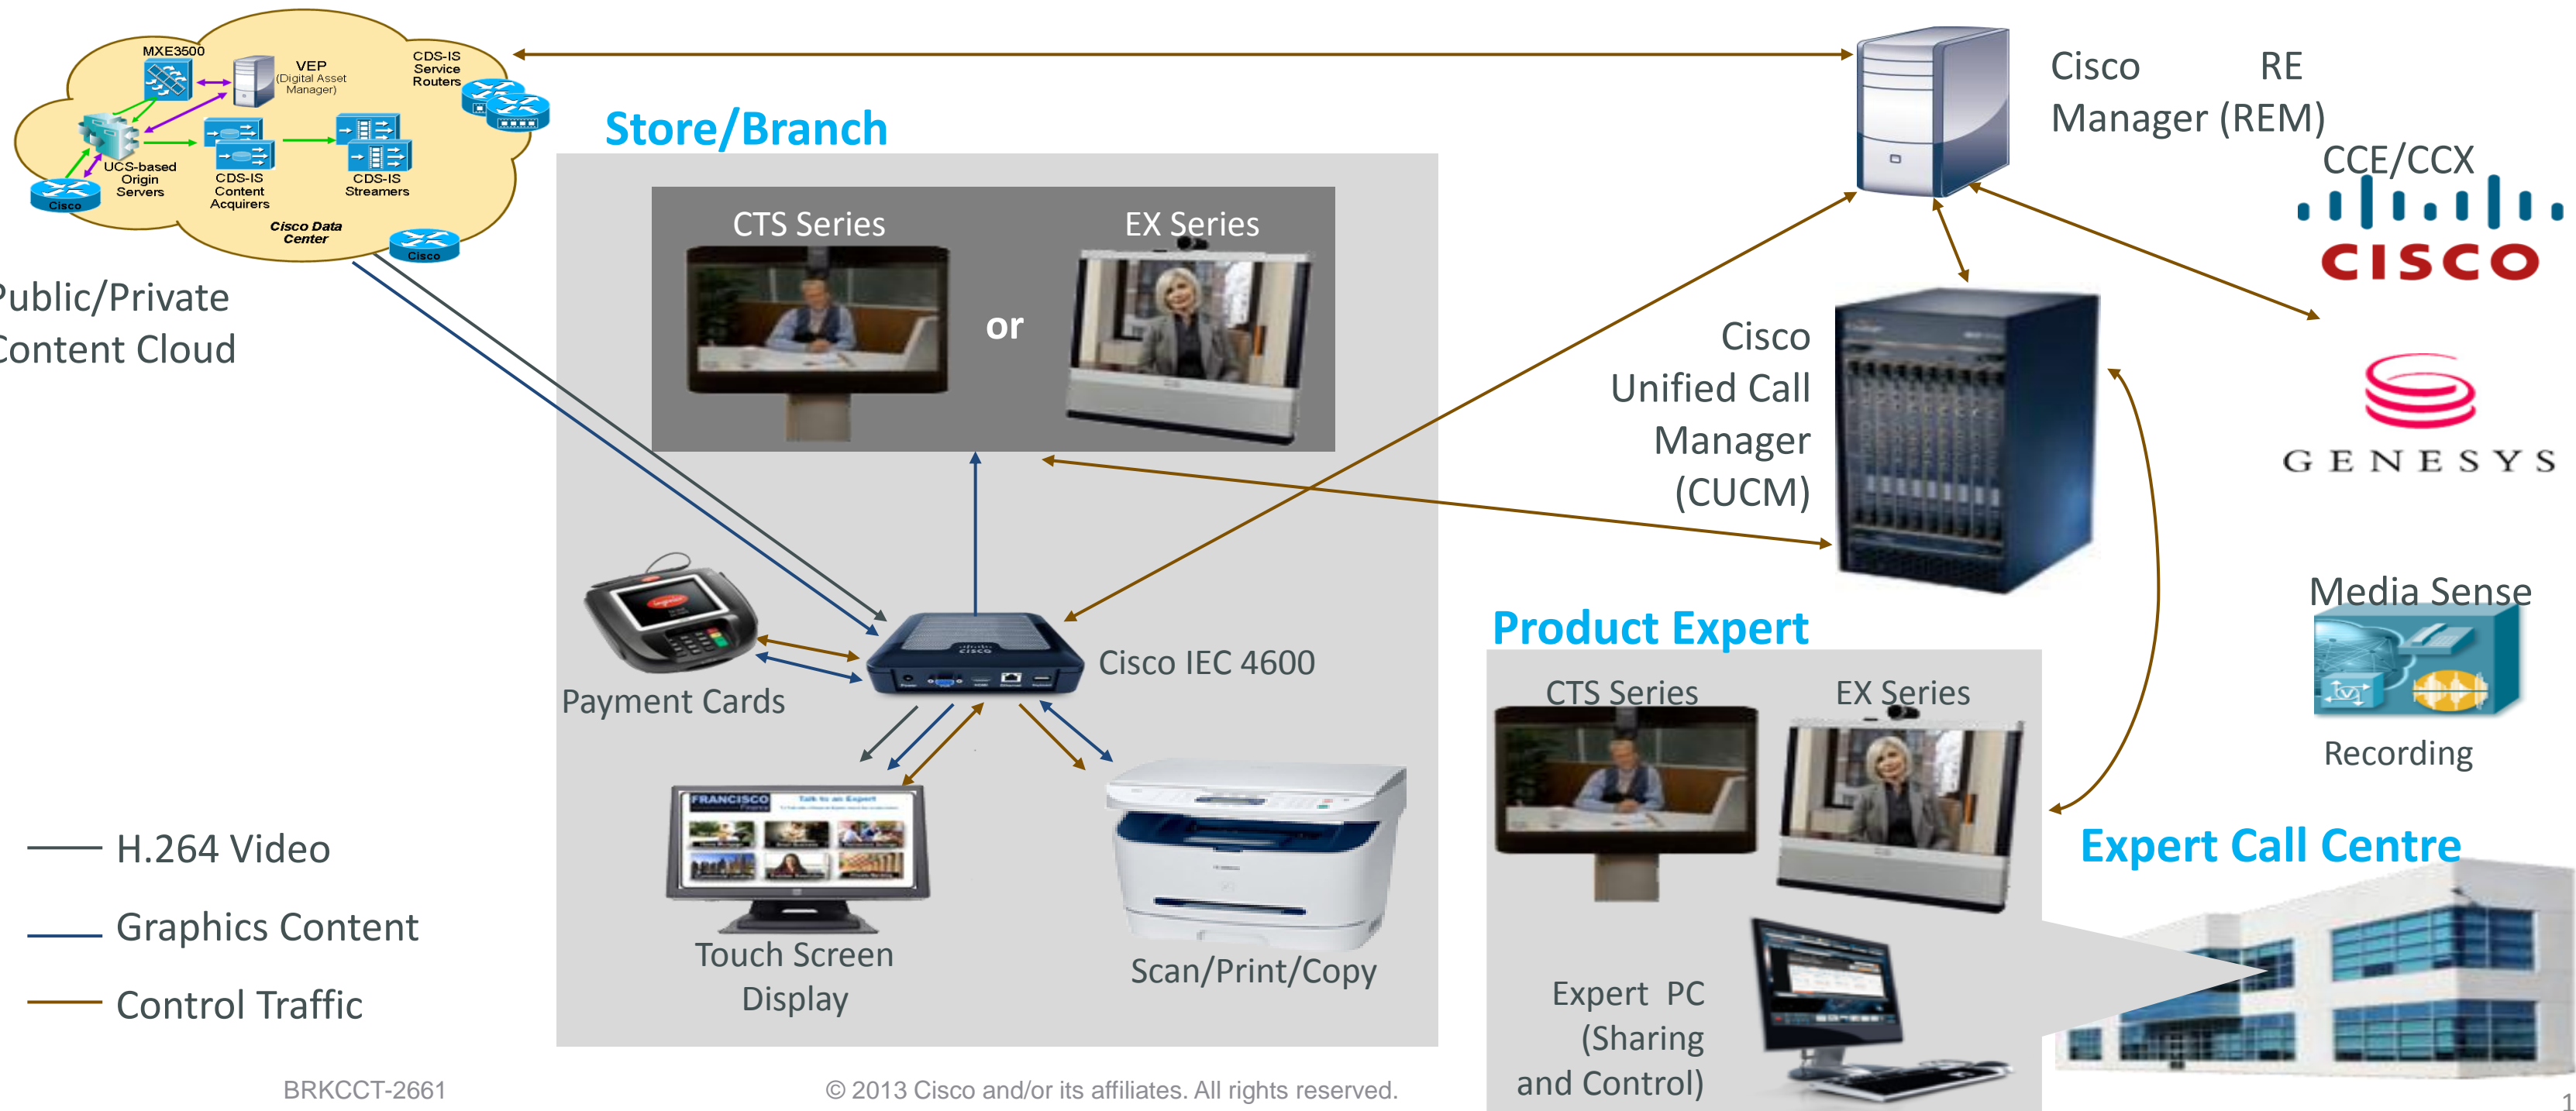 MXE3500
VEP
(Digital Asset
Manager)
CDS-IS
Service
Routers
UCS-based
Origin
Servers
CDS-IS
Content
Acquirers
CDS-IS
Streamers
Cisco
Cisco Data
Center
Cisco
Public/Private
Content Cloud
Store/Branch
CTS Series
EX Series
or
Cisco RE
Manager (REM)
CCE/CCX
CISCO
Cisco
Unified Call
Manager
(CUCM)
GENESYS
Payment Cards
CISCO
Cisco IEC 4600
Media Sense
Recording
Product Expert
CTS Series
EX Series
Expert PC
(Sharing
and Control)
Expert Call Centre
FRANCISCO
Talk to an Expert
Touch Screen
Display
Scan/Print/Copy
H.264 Video
Graphics Content
Control Traffic
BRKCCT-2661
© 2013 Cisco and/or its affiliates. All rights reserved.
1